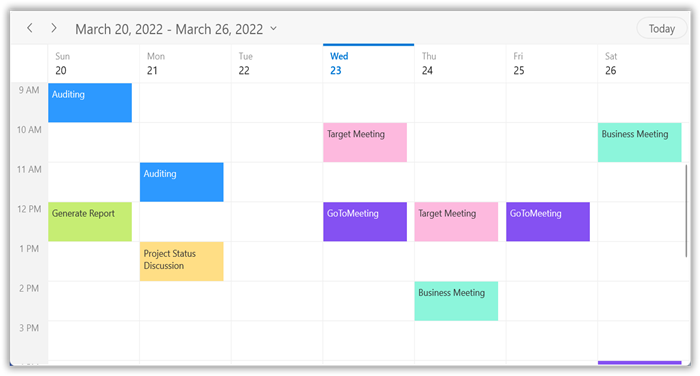 March 20, 2022 - March 26, 2022
Today
Sun
20
Mon
21
Tue
22
Wed
23
Thu
24
Fri
25
Sat
26
9 AM
Auditing
10 AM
Target Meeting
Business Meeting
11 AM
Auditing
12 PM
Generate Report
GoToMeeting
Target Meeting
GoToMeeting
1 PM
Project Status
Discussion
2 PM
Business Meeting
3 PM